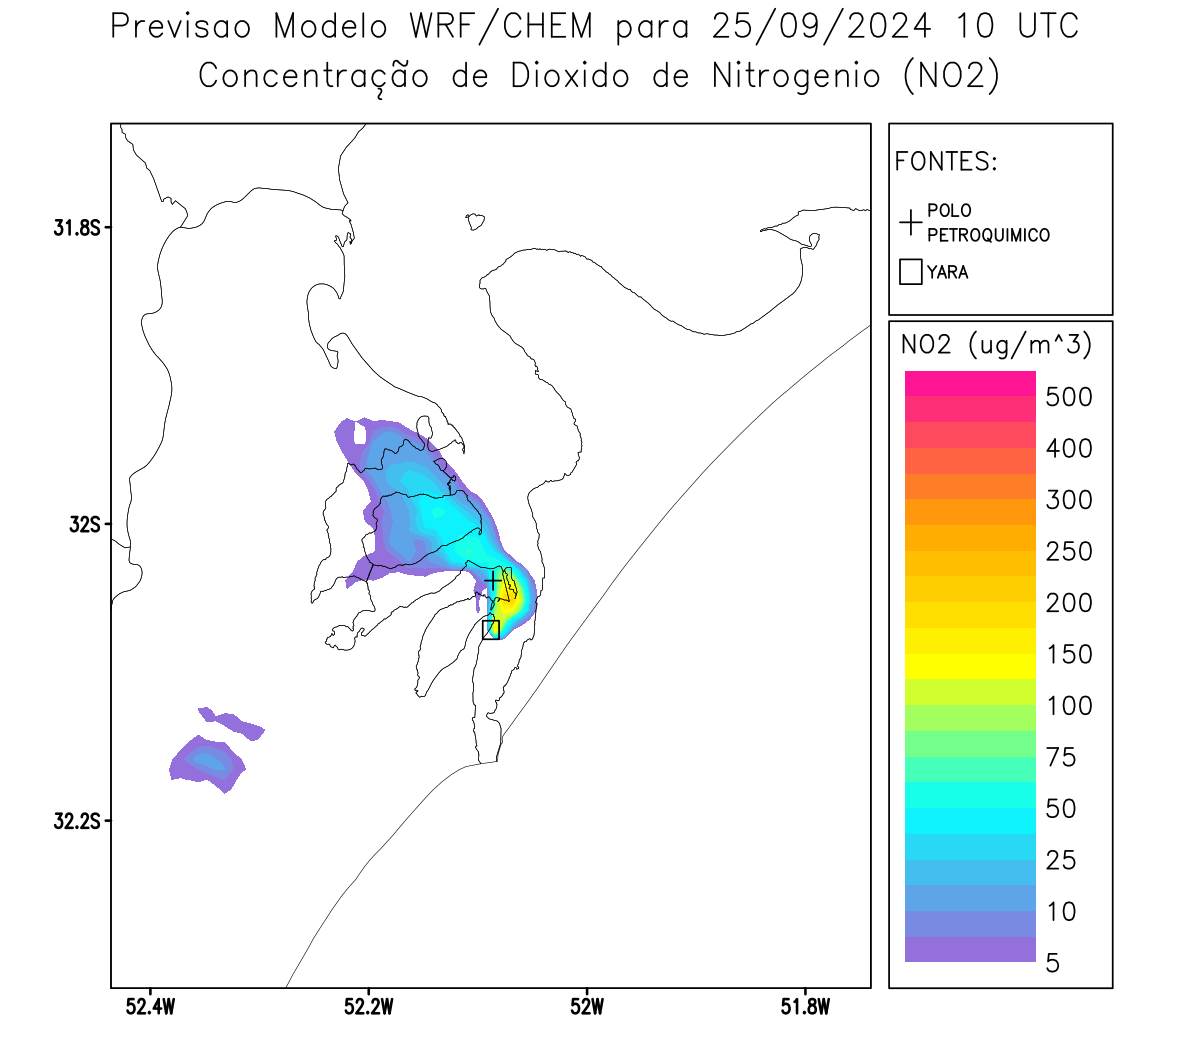 Previsao Modelo WRF/CHEM para 25/09/2024 10 UTC
Concentração de Dioxido de Nitrogenio (NO2)
FONTES:
POLO
PETROQUIMICO
YARA
NO2 (ug/m^3)
500
400
300
250
200
150
100
75
50
25
10
5
31.8S
32S
32.2S
52.4W
52.2W
52W
51.8W